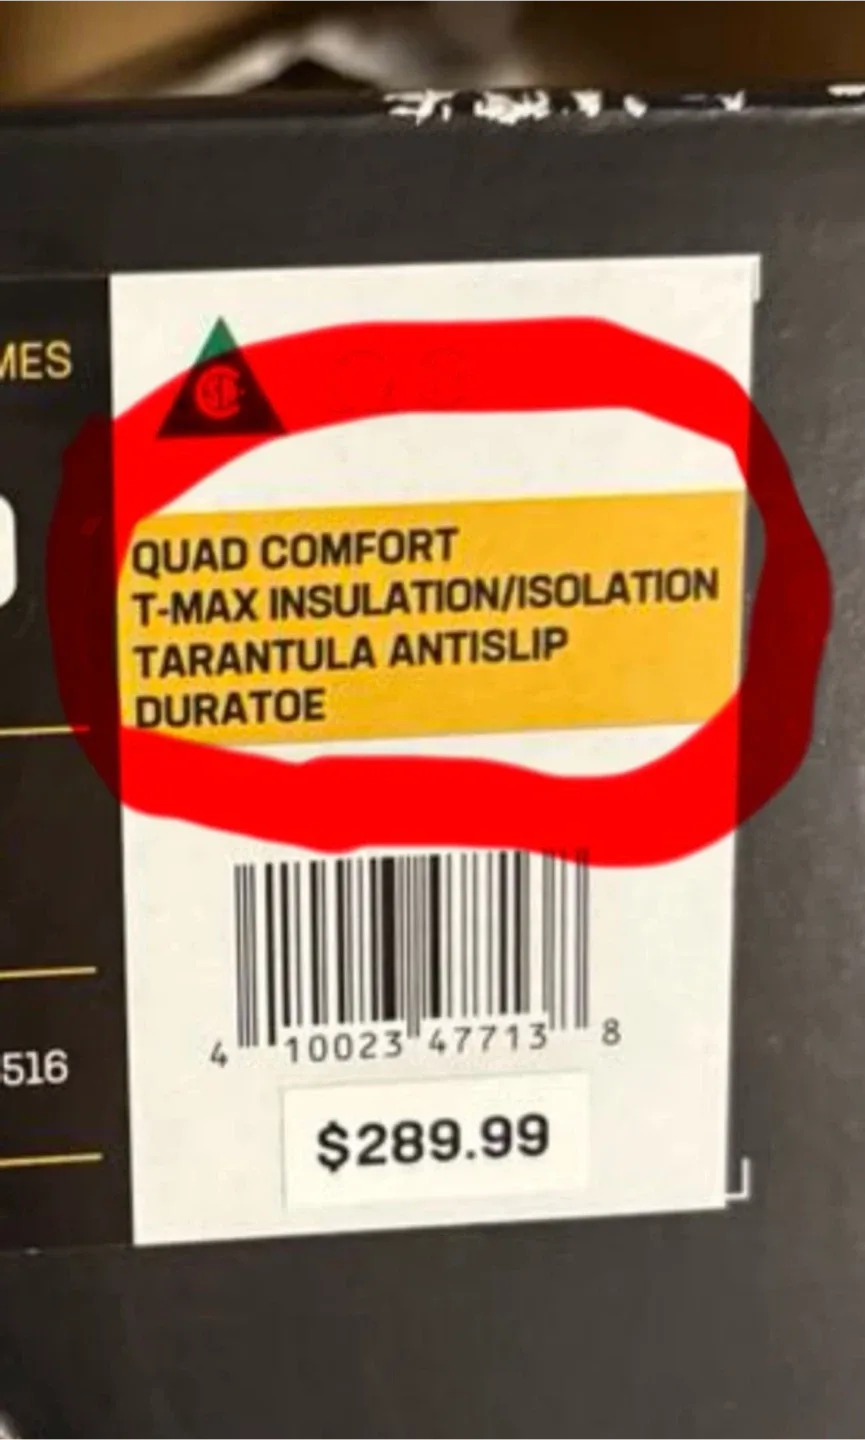 MES
QUAD COMFORT
T-MAX INSULATION/ISOLATION
TARANTULA ANTISLIP
DURATOE
516
4 10023 47713 8
$289.99